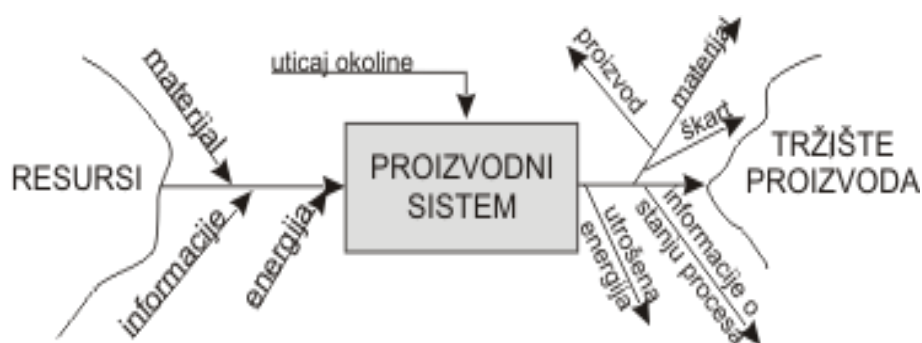 materijal
uticaj okoline
proizvod
materijal
škart
RESURSI
PROIZVODNI
SISTEM
TRŽIŠTE
PROIZVODA
informacije
energija
utrošena
energija
informacije o
stanju procesa